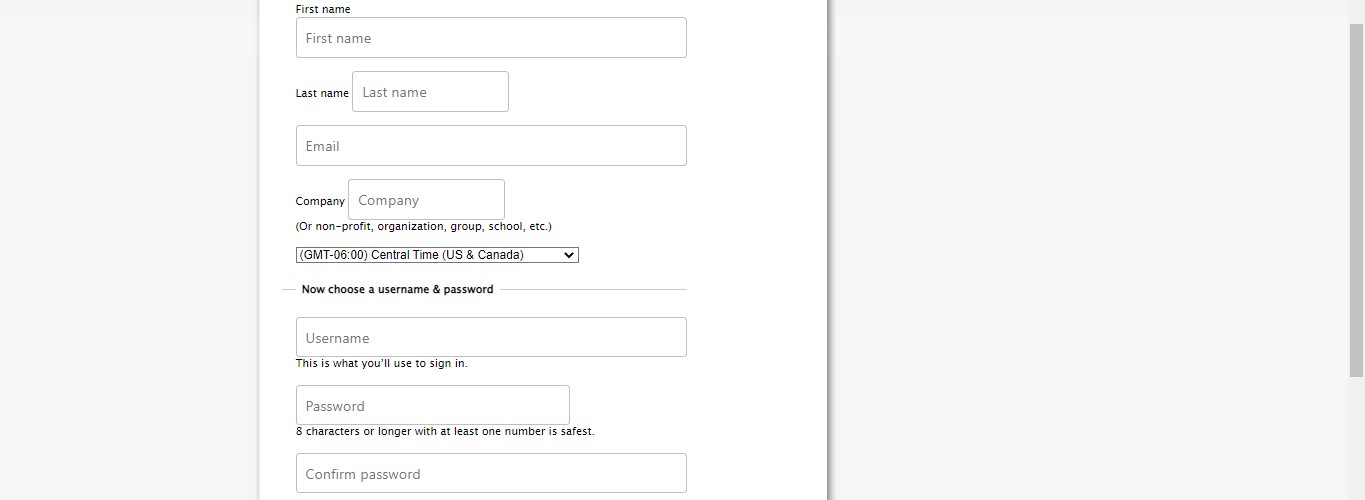 First name
First name
Last name Last name
Email
Company Company
(Or non-profit, organization, group, school, etc.)
(GMT-06:00) Central Time (US & Canada)
Now choose a username & password
Username
This is what you'll use to sign in.
Password
8 characters or longer with at least one number is safest.
Confirm password